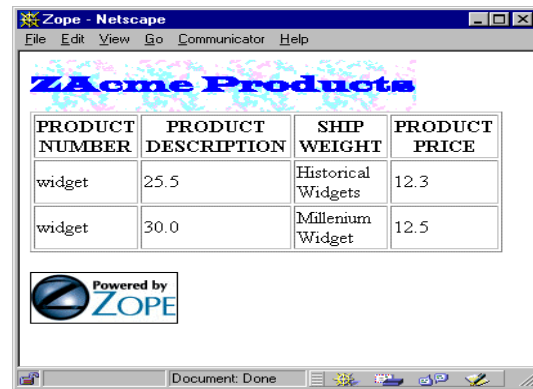 Zope - Netscape
File Edit View Go Communicator Help
ZAcme Products
PRODUCT NUMBER PRODUCT DESCRIPTION SHIP WEIGHT PRODUCT PRICE
widget 25.5 Historical Widgets 12.3
widget 30.0 Millenium Widget 12.5
Powered by
ZOPE
Document: Done